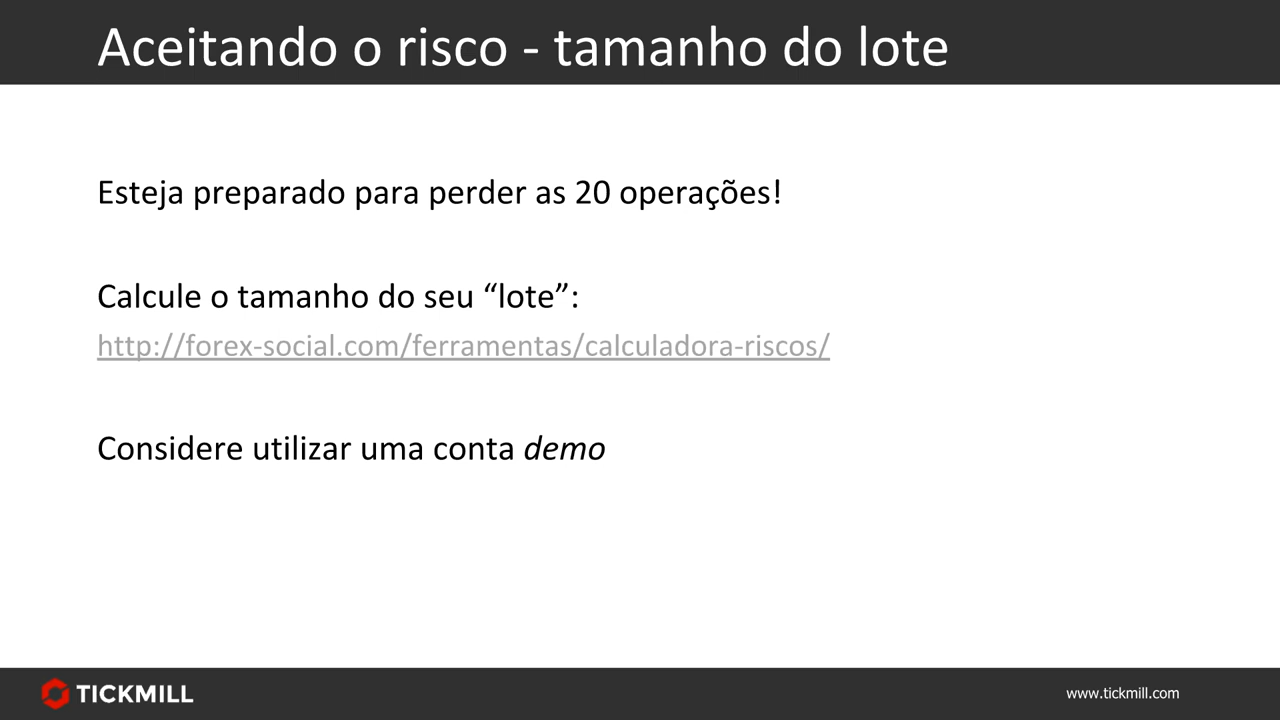 Aceitando o risco - tamanho do lote
Esteja preparado para perder as 20 operações!
Calcule o tamanho do seu “lote”:
http://forex-social.com/ferramentas/calculadora-riscos/
Considere utilizar uma conta demo
TICKMILL
www.tickmill.com